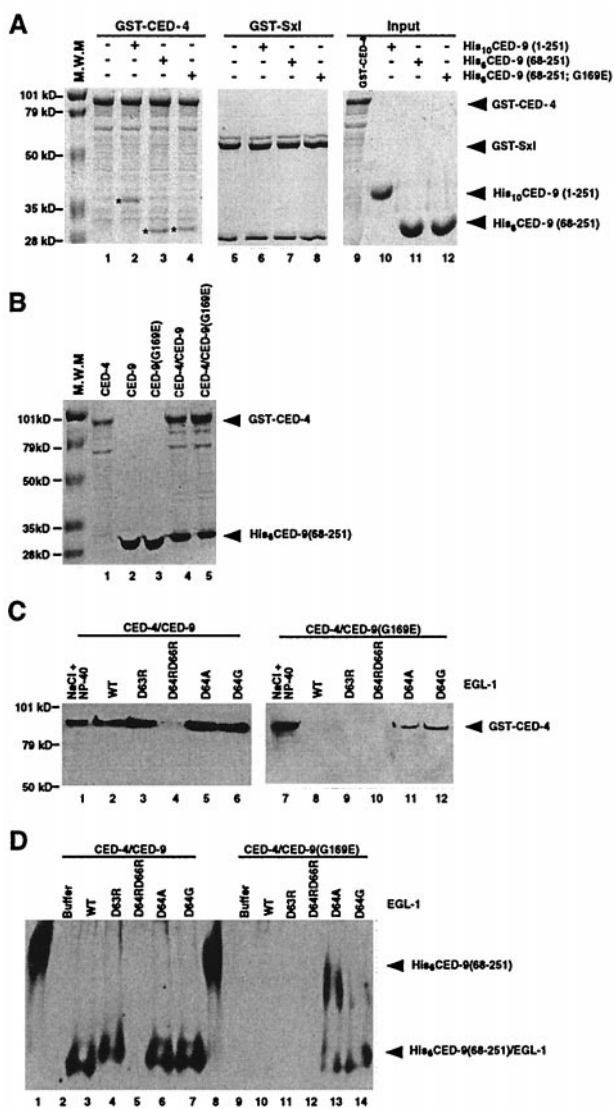 A
GST-CED-4
GST-Sxl
Input
M.W.M
- + - -
- - + -
- - - +
- + - -
- - + -
- - - +
GST-CED-4
+ - -
- + -
- - +
His10CED-9 (1-251)
His6CED-9 (68-251)
His6CED-9 (68-251; G169E)
101 kD
79 kD
50 kD
35 kD
28 kD
*
* *
GST-CED-4
GST-Sxl
His10CED-9 (1-251)
His6CED-9 (68-251)
1 2 3 4 5 6 7 8 9 10 11 12
B
M.W.M
CED-4
CED-9
CED-9(G169E)
CED-4/CED-9
CED-4/CED-9(G169E)
101kD
79kD
50kD
35kD
28kD
GST-CED-4
His6CED-9(68-251)
1 2 3 4 5
C
CED-4/CED-9
CED-4/CED-9(G169E)
NaCl + NP-40
WT
D63R
D64RD66R
D64A
D64G
NaCl + NP-40
WT
D63R
D64RD66R
D64A
D64G
EGL-1
101 kD
79 kD
50 kD
GST-CED-4
1 2 3 4 5 6 7 8 9 10 11 12
D
CED-4/CED-9
CED-4/CED-9(G169E)
Buffer
WT
D63R
D64RD66R
D64A
D64G
Buffer
WT
D63R
D64RD66R
D64A
D64G
EGL-1
His6CED-9(68-251)
His6CED-9(68-251)/EGL-1
1 2 3 4 5 6 7 8 9 10 11 12 13 14